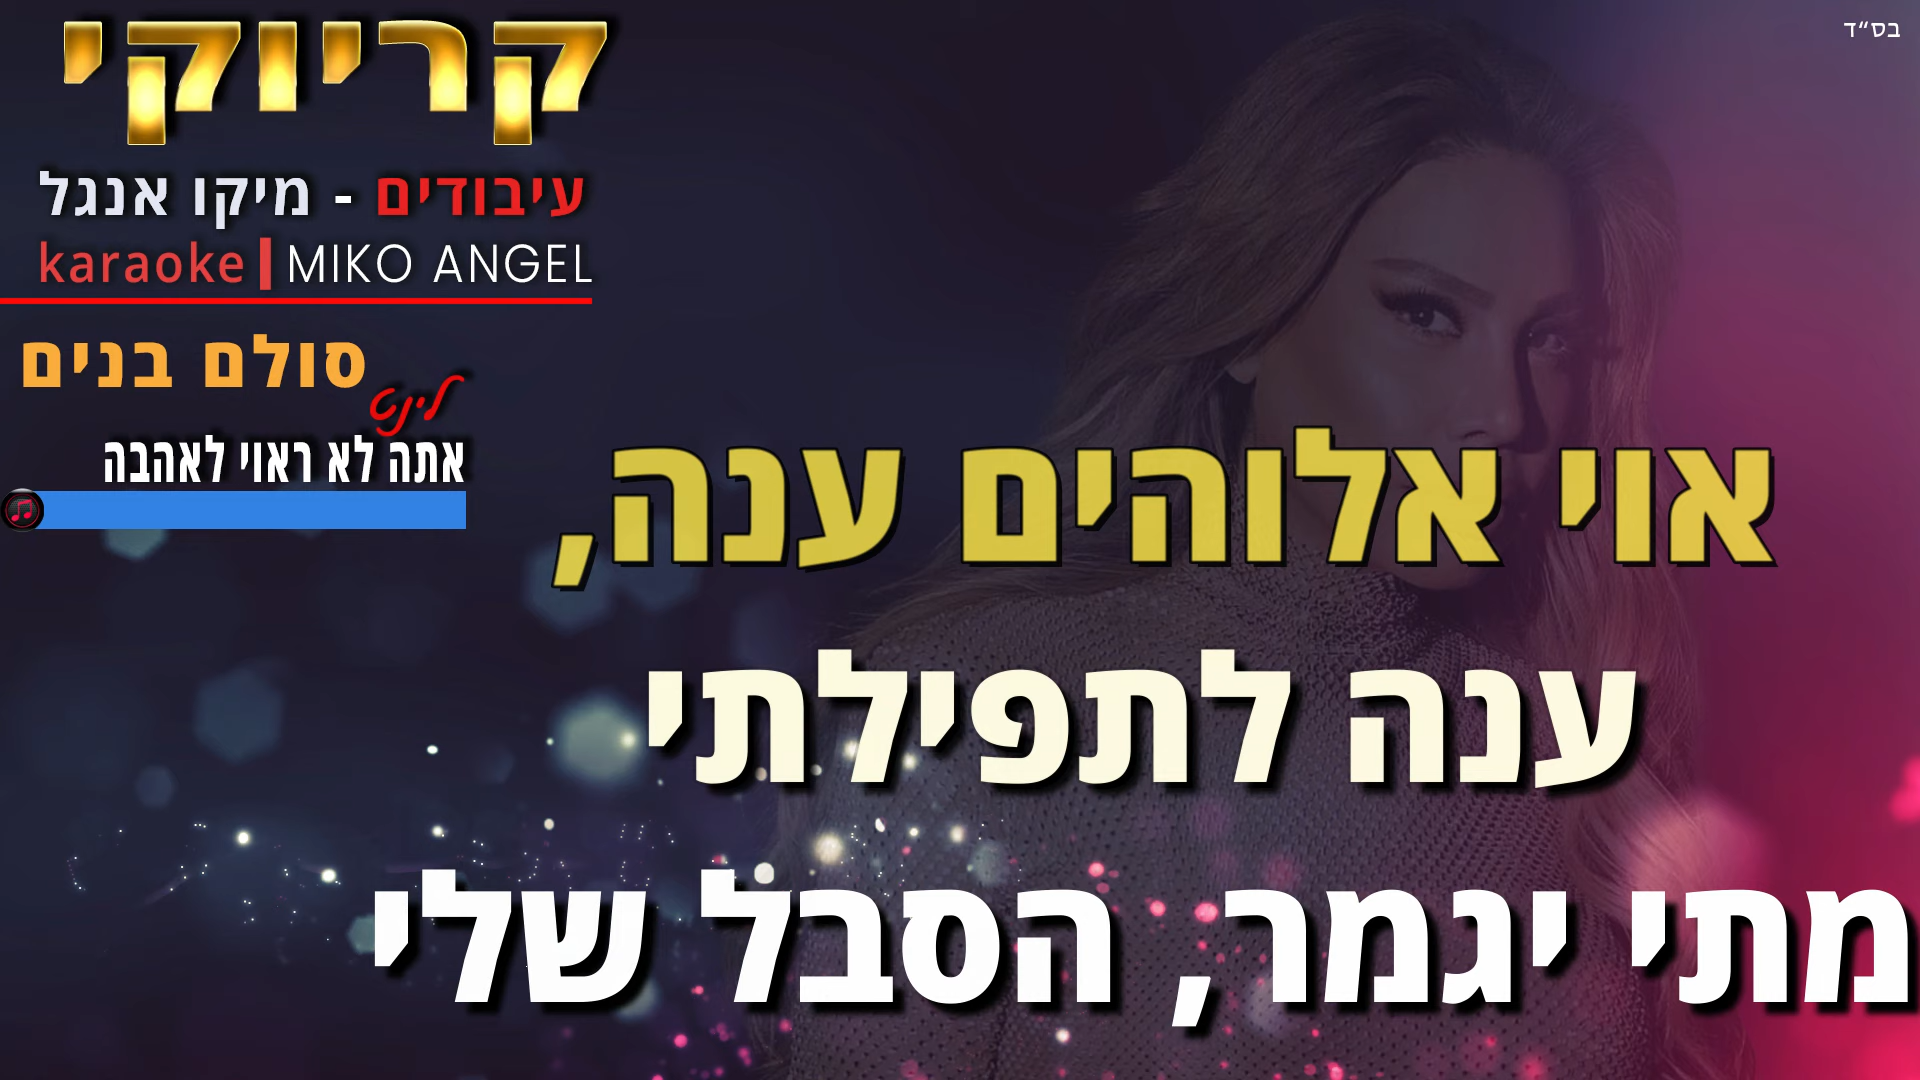 בס״ד
קריוקי
עיבודים - מיקו אנגל
karaoke | MIKO ANGEL
סולם בנים
לינט
אתה לא ראוי לאהבה
אוי אלוהים ענה,
ענה לתפילתי
מתי יגמר, הסבל שלי